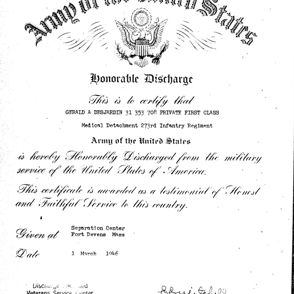 Army of the United States
Honorable Discharge
This is to certify that
GERALD A DESJARDIN 31 353 708 PRIVATE FIRST CLASS
Medical Detachment 273rd Infantry Regiment
Army of the United States
is hereby Honorably Discharged from the military
service of the United States of America.
This certificate is awarded as a testimonial of Honest
and Faithful Service to this country.
Given at Separation Center
Fort Devens Mass
Date 1 March 1946